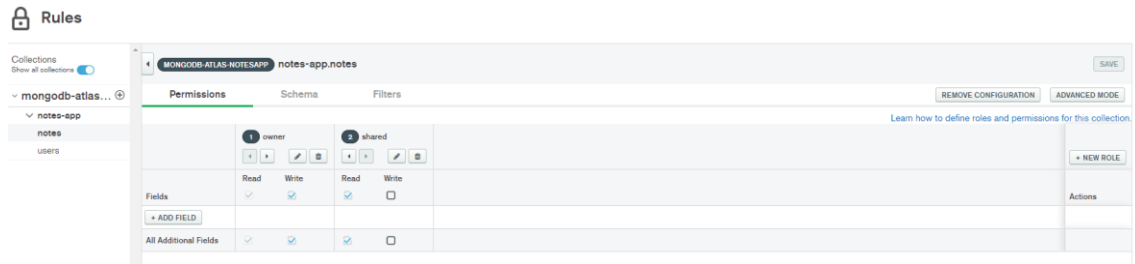 Rules
Collections
Show all collections
mongodb-atlas...
notes-app
notes
users
MONGODB-ATLAS-NOTESAPP notes-app.notes
SAVE
Permissions Schema Filters
REMOVE CONFIGURATION ADVANCED MODE
Learn how to define roles and permissions for this collection.
1 owner 2 shared
+ NEW ROLE
Read Write Read Write
Fields Actions
+ ADD FIELD
All Additional Fields